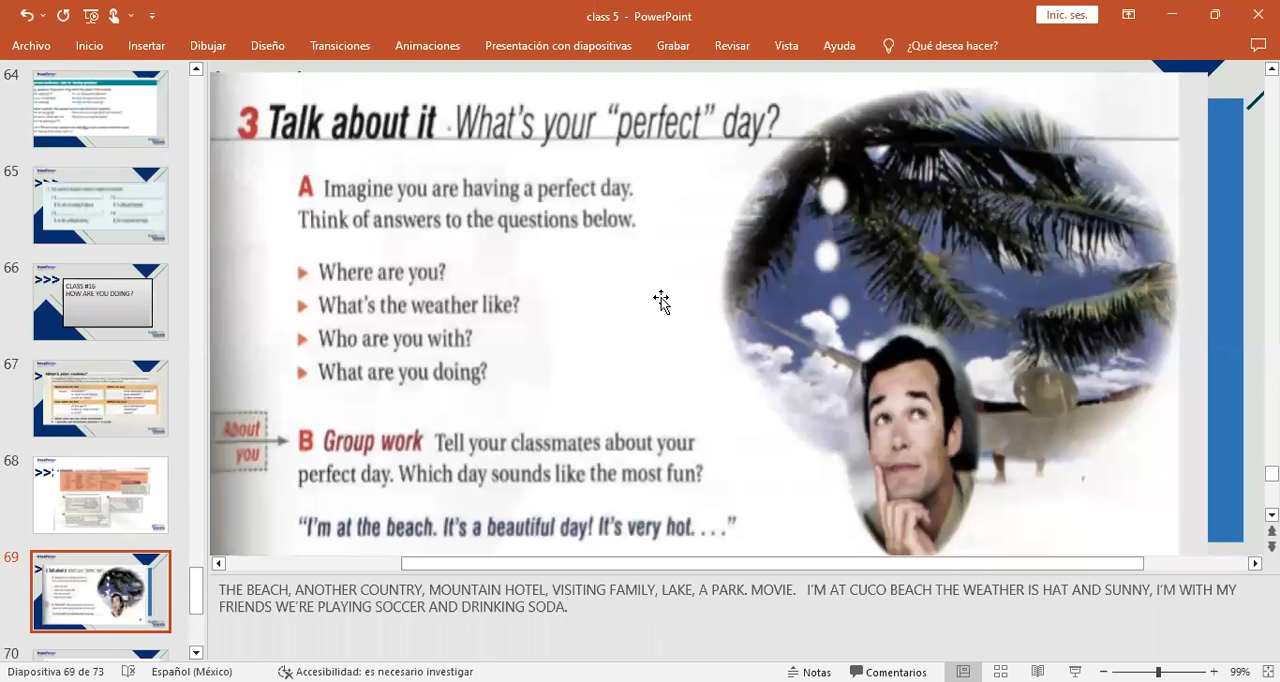 class 5 - PowerPoint
Inic. ses.
Archivo Inicio Insertar Dibujar Diseño Transiciones Animaciones Presentación con diapositivas Grabar Revisar Vista Ayuda ¿Qué desea hacer?
64
65
66
CLASS #16
HOW ARE YOU DOING?
67
68
69
70
3 Talk about it · What's your "perfect" day?
A Imagine you are having a perfect day.
Think of answers to the questions below.
Where are you?
What's the weather like?
Who are you with?
What are you doing?
About
you
B Group work Tell your classmates about your
perfect day. Which day sounds like the most fun?
"I'm at the beach. It's a beautiful day! It's very hot. . . ."
THE BEACH, ANOTHER COUNTRY, MOUNTAIN HOTEL, VISITING FAMILY, LAKE, A PARK. MOVIE. I'M AT CUCO BEACH THE WEATHER IS HAT AND SUNNY, I'M WITH MY
FRIENDS WE'RE PLAYING SOCCER AND DRINKING SODA.
Diapositiva 69 de 73 Español (México) Accesibilidad: es necesario investigar Notas Comentarios 99%